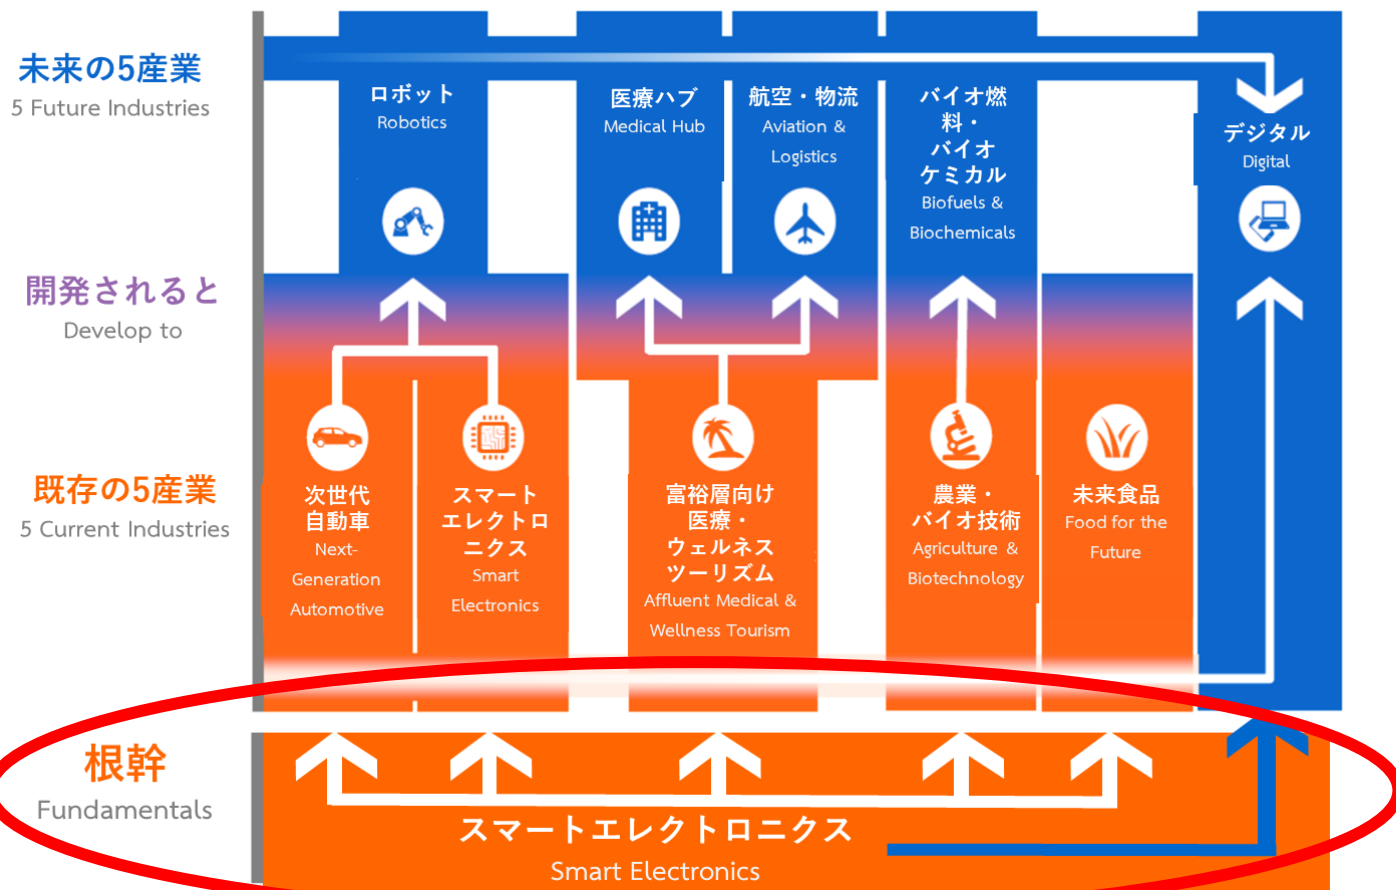 未来の5産業
5 Future Industries
ロボット
Robotics
医療ハブ
Medical Hub
航空・物流
Aviation &
Logistics
バイオ燃
料・
バイオ
ケミカル
Biofuels &
Biochemicals
デジタル
Digital
開発されると
Develop to
既存の5産業
5 Current Industries
次世代
自動車
Next-
Generation
Automotive
スマート
エレクトロ
ニクス
Smart
Electronics
富裕層向け
医療・
ウェルネス
ツーリズム
Affluent Medical &
Wellness Tourism
農業・
バイオ技術
Agriculture &
Biotechnology
未来食品
Food for the
Future
根幹
Fundamentals
スマートエレクトロニクス
Smart Electronics